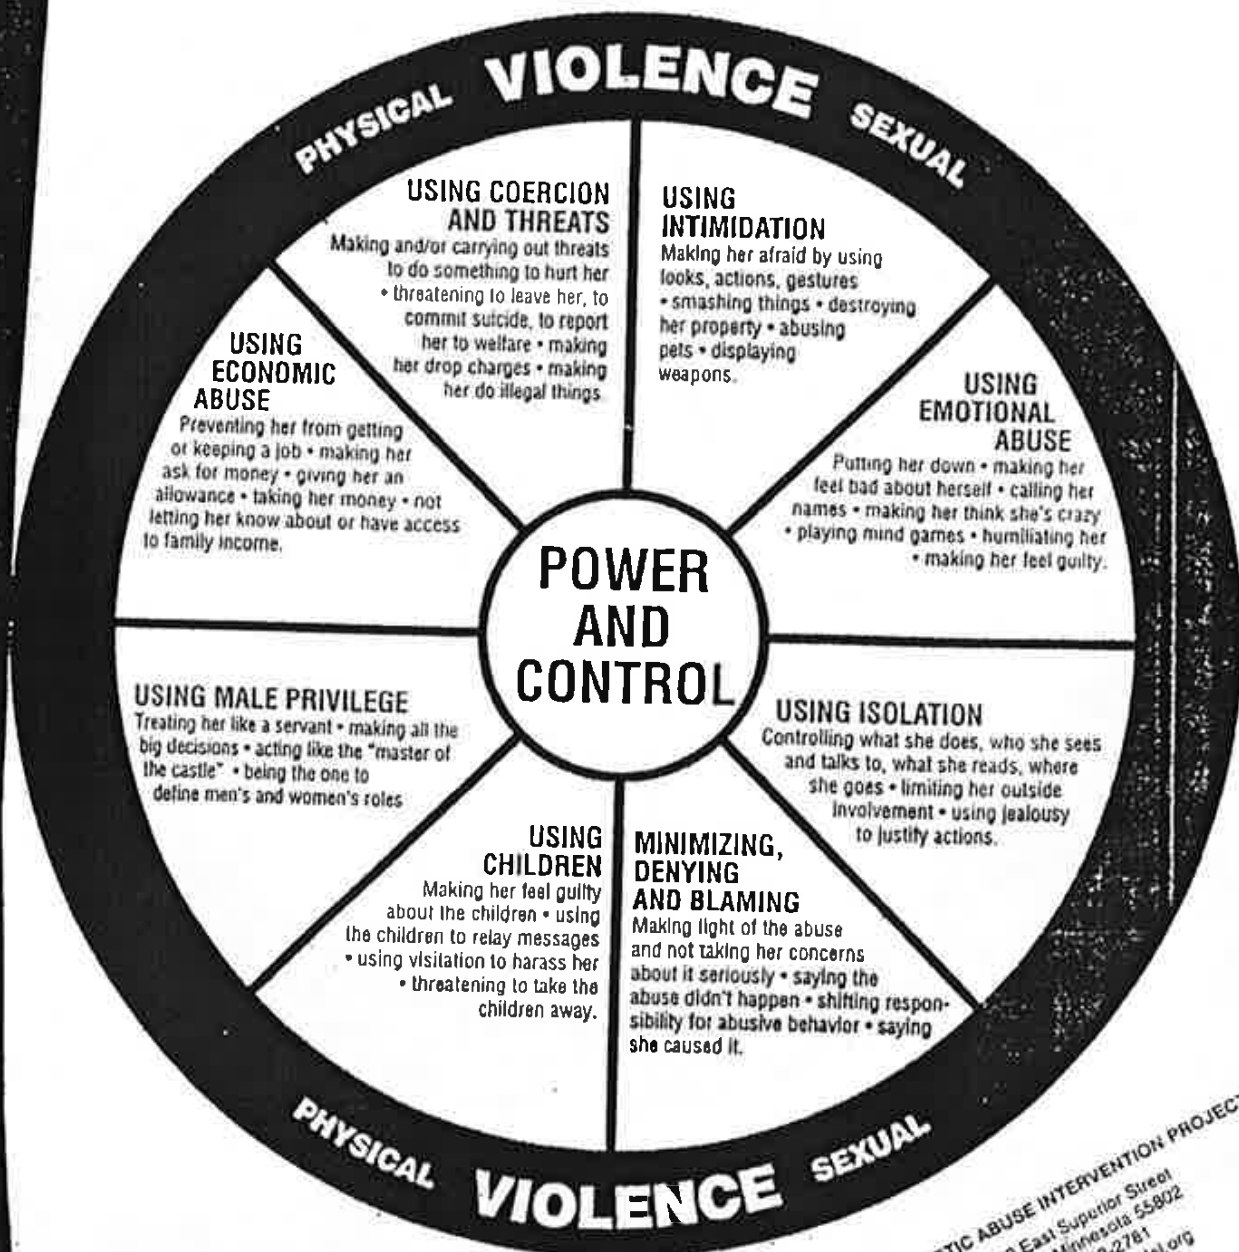 PHYSICAL VIOLENCE SEXUAL
USING COERCION
AND THREATS
Making and/or carrying out threats
to do something to hurt her
• threatening to leave her, to
commit suicide, to report
her to welfare • making
her drop charges • making
her do illegal things.
USING
INTIMIDATION
Making her afraid by using
looks, actions, gestures
• smashing things • destroying
her property • abusing
pets • displaying
weapons.
USING
EMOTIONAL
ABUSE
Putting her down • making her
feel bad about herself • calling her
names • making her think she's crazy
• playing mind games • humiliating her
• making her feel guilty.
USING ISOLATION
Controlling what she does, who she sees
and talks to, what she reads, where
she goes • limiting her outside
involvement • using jealousy
to justify actions.
MINIMIZING,
DENYING
AND BLAMING
Making light of the abuse
and not taking her concerns
about it seriously • saying the
abuse didn't happen • shifting respon-
sibility for abusive behavior • saying
she caused it.
USING
CHILDREN
Making her feel guilty
about the children • using
the children to relay messages
• using visitation to harass her
• threatening to take the
children away.
USING MALE PRIVILEGE
Treating her like a servant • making all the
big decisions • acting like the "master of
the castle" • being the one to
define men's and women's roles
USING
ECONOMIC
ABUSE
Preventing her from getting
or keeping a job • making her
ask for money • giving her an
allowance • taking her money • not
letting her know about or have access
to family income.
POWER
AND
CONTROL
PHYSICAL VIOLENCE SEXUAL
ABUSE INTERVENTION PROJECT
East Superior Street
Minnesota 55802
2781
org